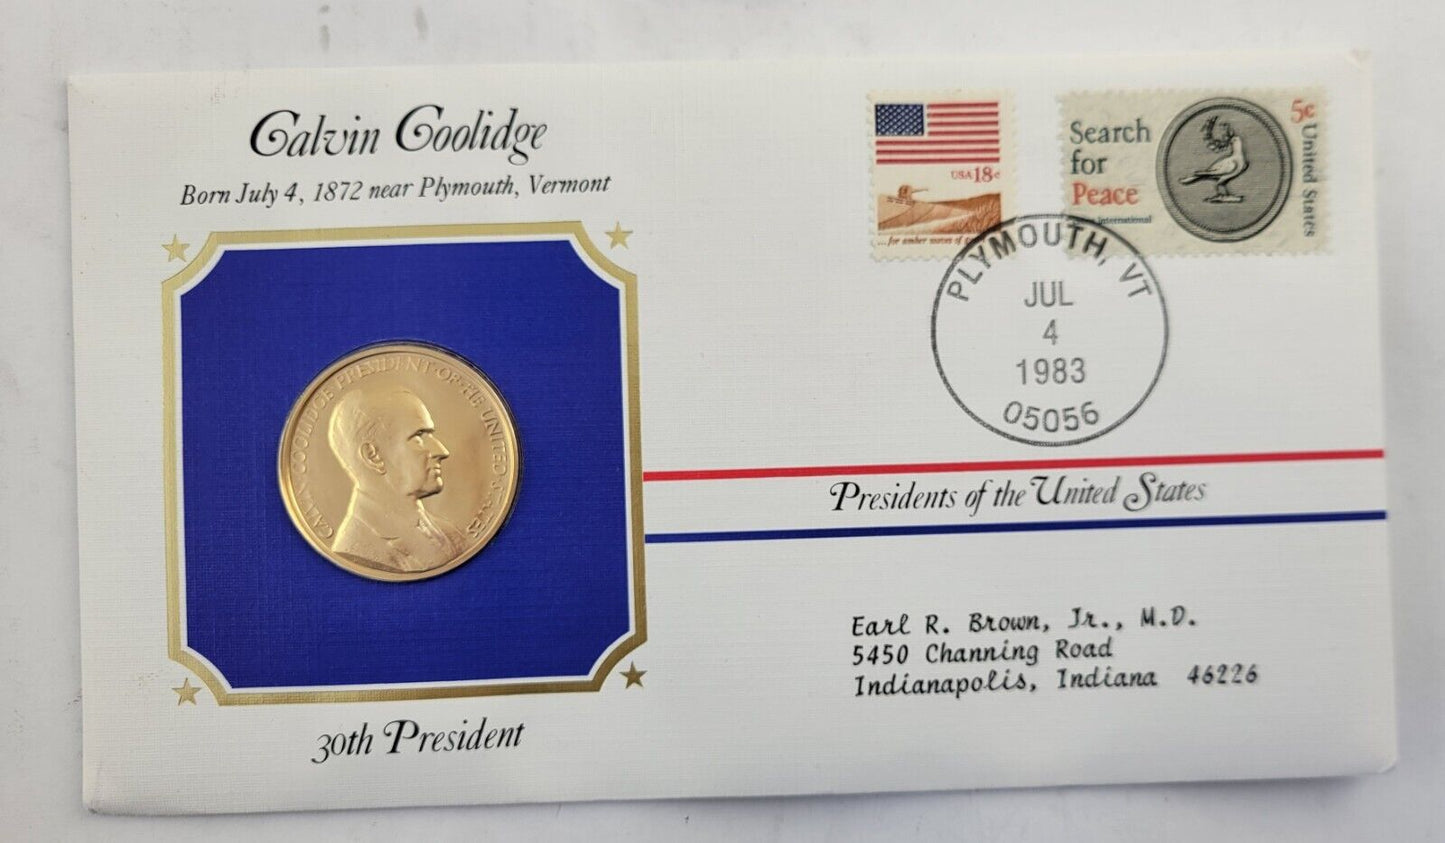 Calvin Coolidge
Born July 4, 1872 near Plymouth, Vermont
CALVIN COOLIDGE PRESIDENT OF THE UNITED STATES
30th President
USA 18c
...for amber waves of
Search
for
Peace
International
5c
United States
PLYMOUTH, VT
JUL
4
1983
05056
Presidents of the United States
Earl R. Brown, Jr., M.D.
5450 Channing Road
Indianapolis, Indiana 46226